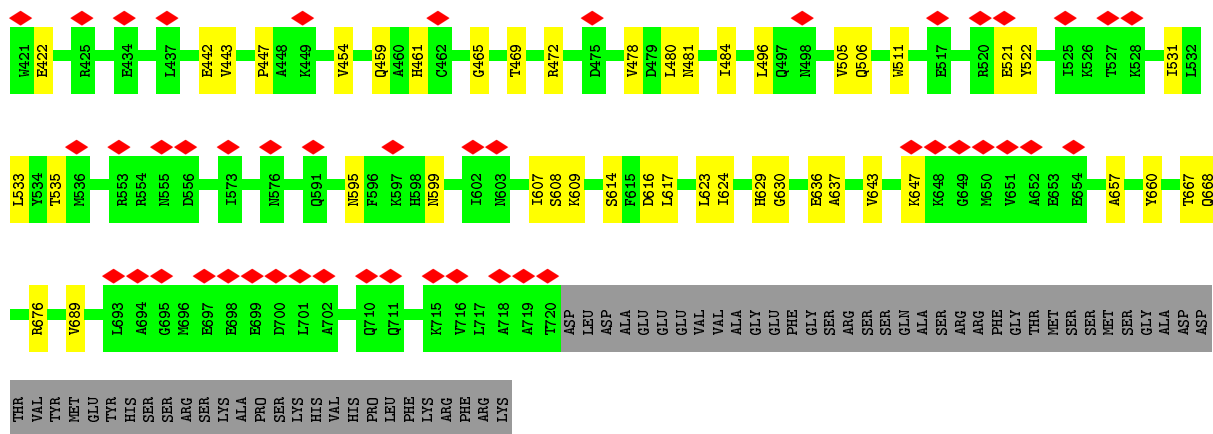 W421 E422 R425 E434 L437 E442 V443 P447 A448 K449 V454 Q459 A460 H461 C462 G465 T469 R472 D475 V478 D479 L480 N481 I484 L496 Q497 N498 V505 Q506 W511 E517 R520 E521 Y522 I525 K526 T527 K528 I531 L532
L533 Y534 T535 M536 R553 R554 N555 D556 I573 N576 Q591 N595 F596 K597 H598 N599 I602 N603 I607 S608 K609 S614 F615 D616 L617 L623 I624 H629 G630 E636 A637 V643 K647 K648 G649 M650 V651 A652 E653 E654 A657 Y660 T667 Q668
R676 V689 L693 A694 G695 M696 E697 E698 E699 D700 L701 A702 Q710 Q711 K715 V716 L717 A718 A719 T720 ASP LEU ASP ALA GLU GLU GLU VAL VAL ALA GLY GLU PHE GLY SER ARG SER SER GLN ALA SER ARG ARG PHE GLY THR MET SER SER MET SER GLY ALA ASP ASP
THR VAL TYR MET GLU TYR HIS SER SER ARG SER LYS ALA PRO SER LYS HIS VAL HIS PRO LEU PHE LYS ARG PHE ARG LYS